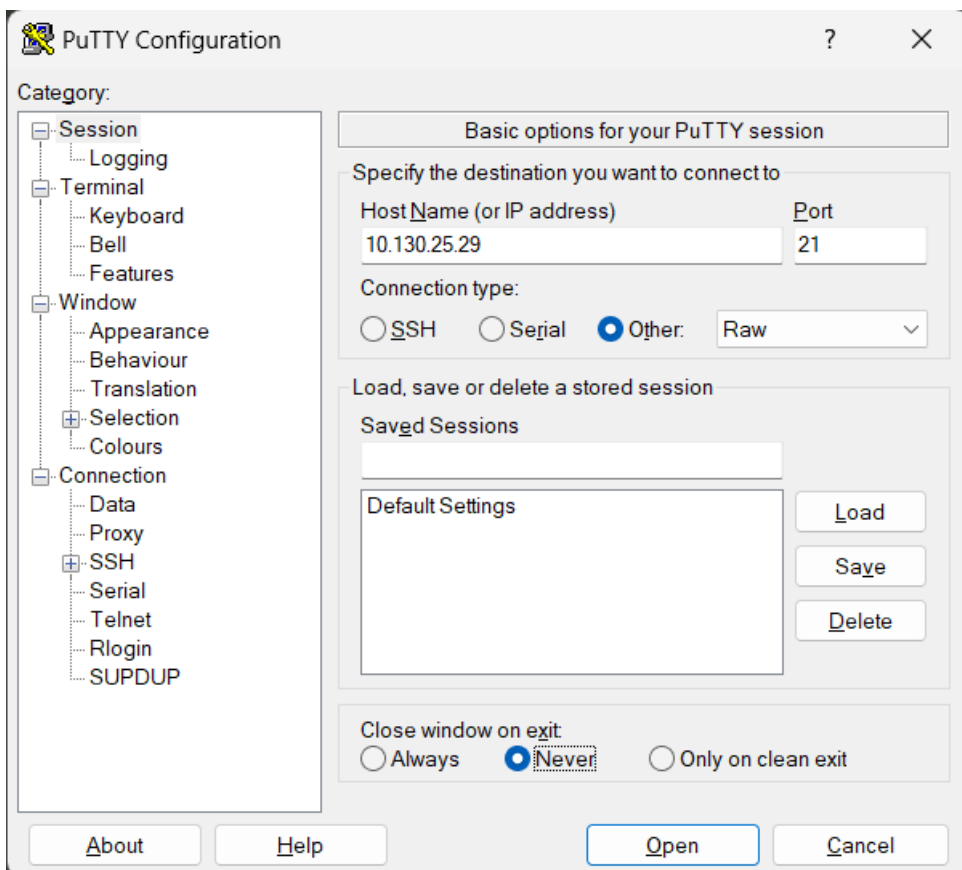 PuTTY Configuration
?
Category:
Session
Logging
Terminal
Keyboard
Bell
Features
Window
Appearance
Behaviour
Translation
Selection
Colours
Connection
Data
Proxy
SSH
Serial
Telnet
Rlogin
SUPDUP
Basic options for your PuTTY session
Specify the destination you want to connect to
Host Name (or IP address) Port
10.130.25.29 21
Connection type:
SSH Serial Other: Raw
Load, save or delete a stored session
Saved Sessions
Default Settings
Load
Save
Delete
Close window on exit:
Always Never Only on clean exit
About Help Open Cancel